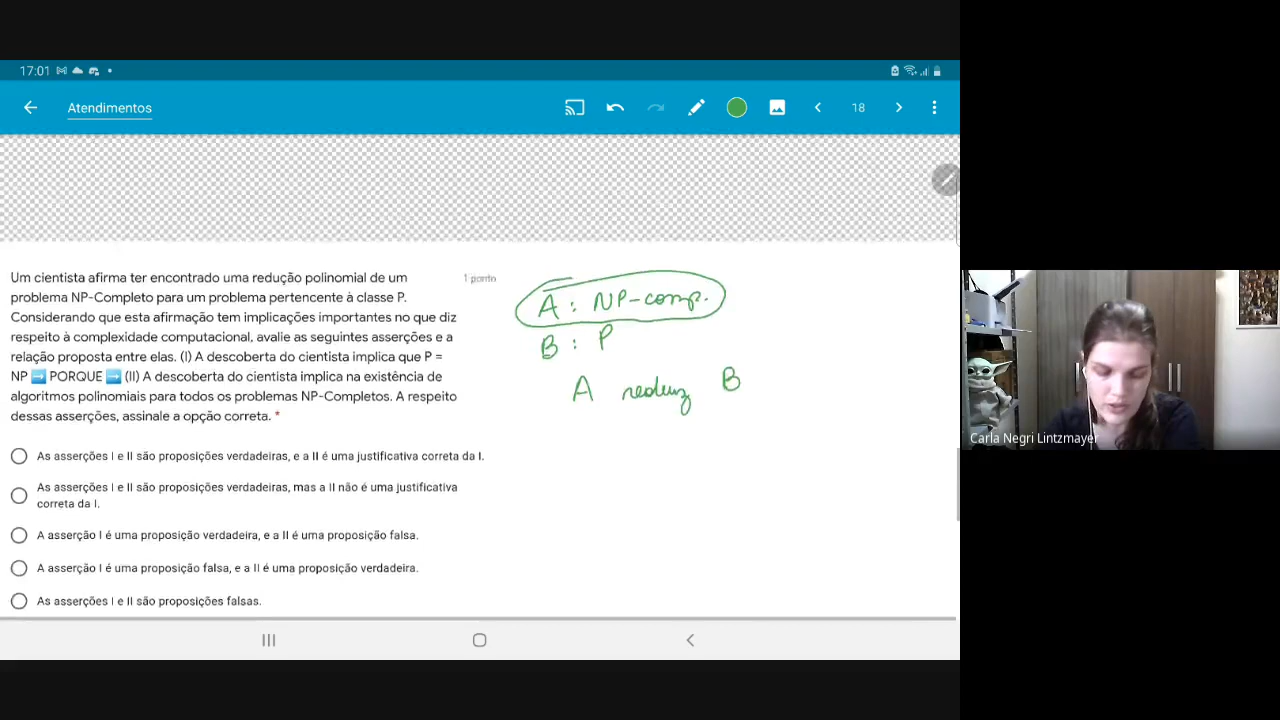 17:01
Atendimentos
18
Um cientista afirma ter encontrado uma redução polinomial de um
1 ponto
problema NP-Completo para um problema pertencente à classe P.
Considerando que esta afirmação tem implicações importantes no que diz
respeito à complexidade computacional, avalie as seguintes asserções e a
relação proposta entre elas. (I) A descoberta do cientista implica que P =
NP ➡️ PORQUE ➡️ (II) A descoberta do cientista implica na existência de
algoritmos polinomiais para todos os problemas NP-Completos. A respeito
dessas asserções, assinale a opção correta. *
As asserções I e II são proposições verdadeiras, e a II é uma justificativa correta da I.
As asserções I e II são proposições verdadeiras, mas a II não é uma justificativa
correta da I.
A asserção I é uma proposição verdadeira, e a II é uma proposição falsa.
A asserção I é uma proposição falsa, e a II é uma proposição verdadeira.
As asserções I e II são proposições falsas.
A : NP-comp.
B : P
A reduz B
Carla Negri Lintzmayer